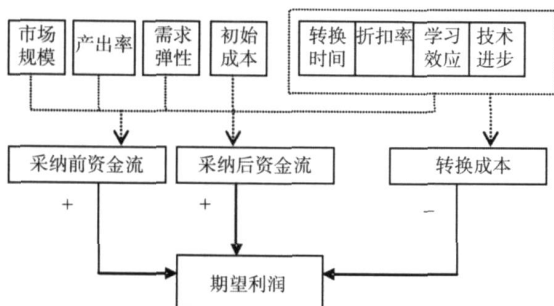 市场
规模
产出率
需求
弹性
初始
成本
转换
时间
折扣率
学习
效应
技术
进步
采纳前资金流
采纳后资金流
转换成本
+
+
−
期望利润